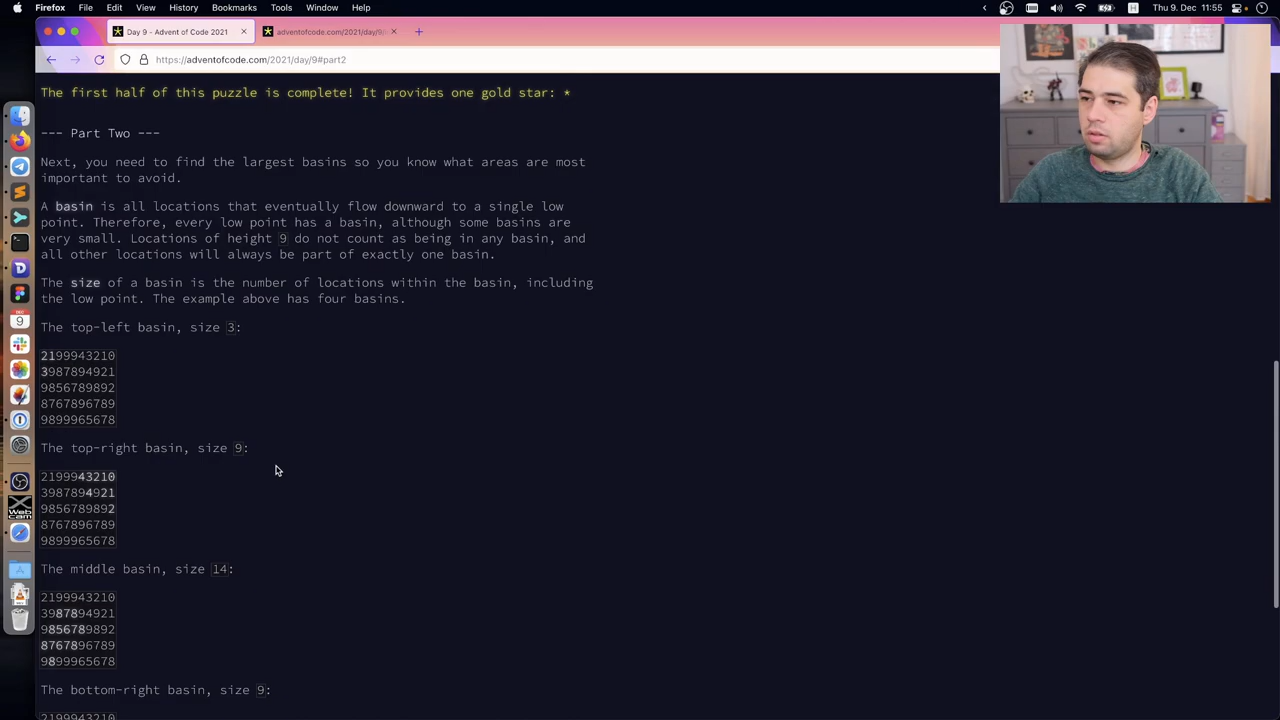 Firefox File Edit View History Bookmarks Tools Window Help Thu 9. Dec 11:55
Day 9 - Advent of Code 2021 adventofcode.com/2021/day/9/
https://adventofcode.com/2021/day/9#part2
The first half of this puzzle is complete! It provides one gold star: *
--- Part Two ---
Next, you need to find the largest basins so you know what areas are most
important to avoid.
A basin is all locations that eventually flow downward to a single low
point. Therefore, every low point has a basin, although some basins are
very small. Locations of height 9 do not count as being in any basin, and
all other locations will always be part of exactly one basin.
The size of a basin is the number of locations within the basin, including
the low point. The example above has four basins.
The top-left basin, size 3:
2199943210
3987894921
9856789892
8767896789
9899965678
The top-right basin, size 9:
2199943210
3987894921
9856789892
8767896789
9899965678
The middle basin, size 14:
2199943210
3987894921
9856789892
8767896789
9899965678
The bottom-right basin, size 9:
2199943210